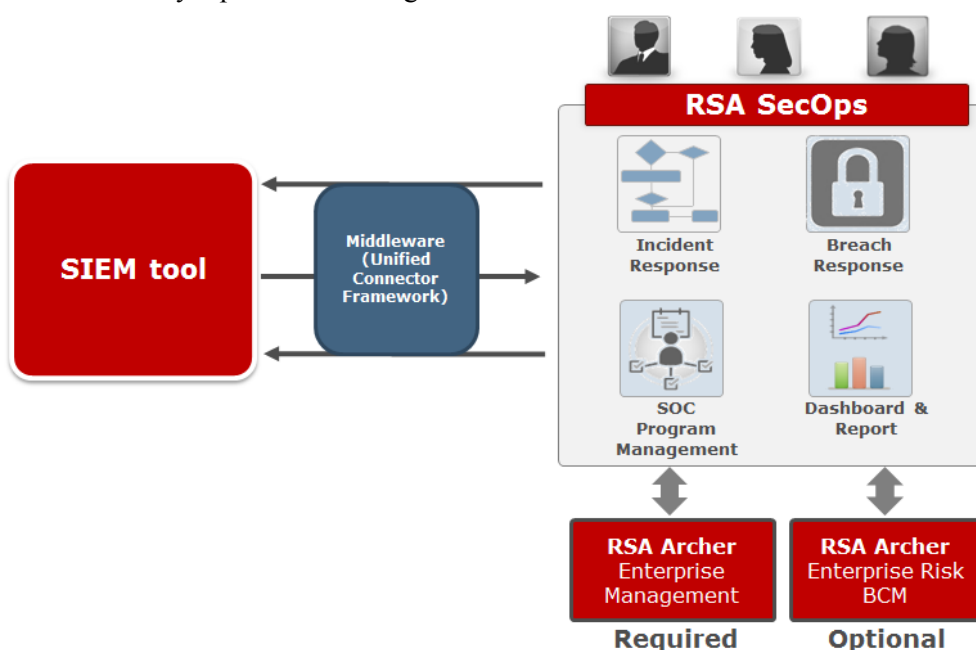 RSA SecOps
SIEM tool
Middleware
(Unified
Connector
Framework)
Incident
Response
Breach
Response
SOC
Program
Management
Dashboard &
Report
RSA Archer
Enterprise
Management
RSA Archer
Enterprise Risk
BCM
Required
Optional